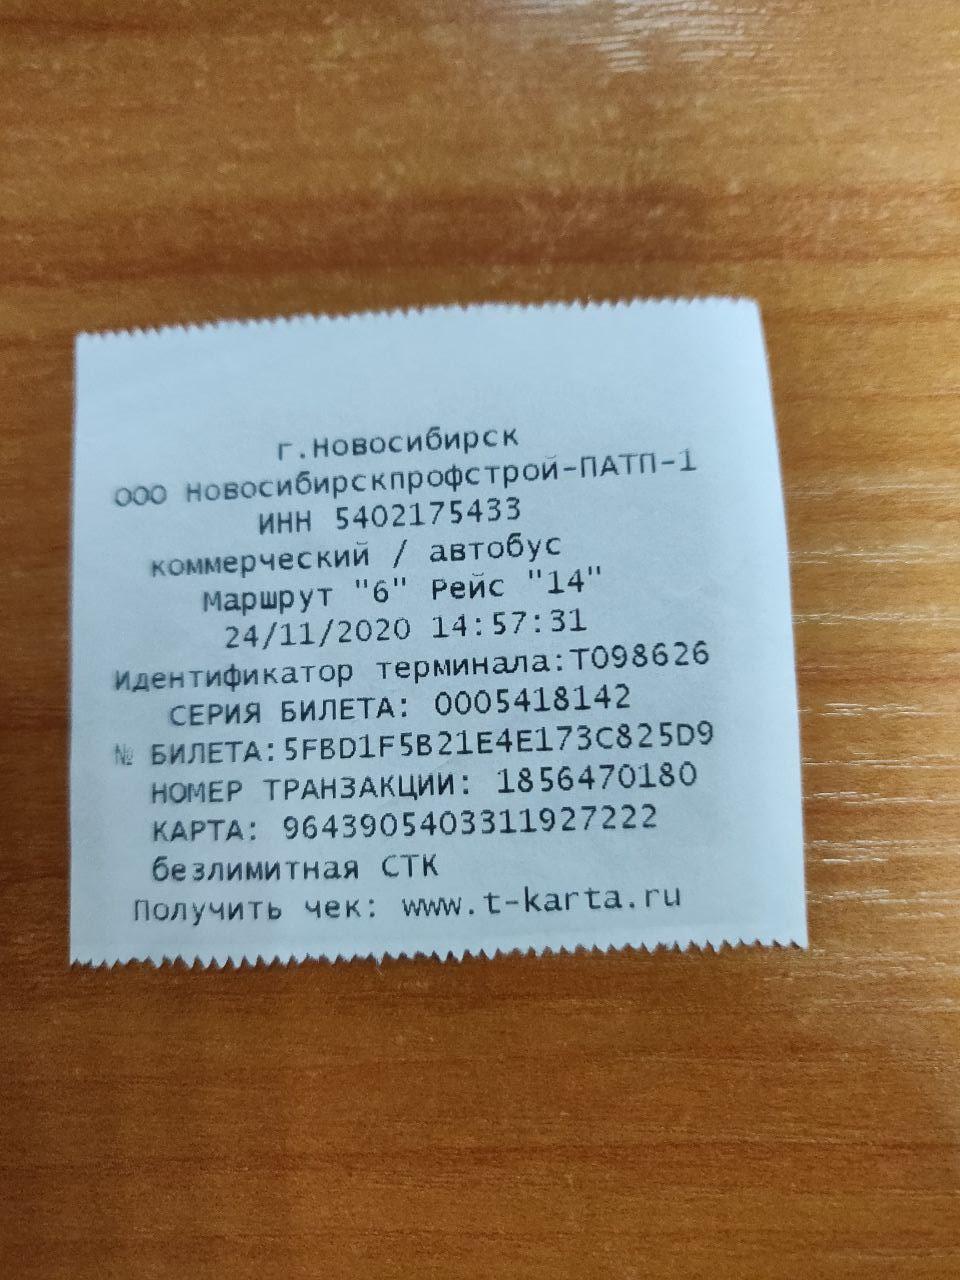 г.Новосибирск
ООО Новосибирскпрофстрой-ПАТП-1
ИНН 5402175433
коммерческий / автобус
Маршрут "6" Рейс "14"
24/11/2020 14:57:31
Идентификатор терминала:T098626
СЕРИЯ БИЛЕТА: 0005418142
№ БИЛЕТА:5FBD1F5B21E4E173C825D9
НОМЕР ТРАНЗАКЦИИ: 1856470180
КАРТА: 9643905403311927222
безлимитная СТК
Получить чек: www.t-karta.ru